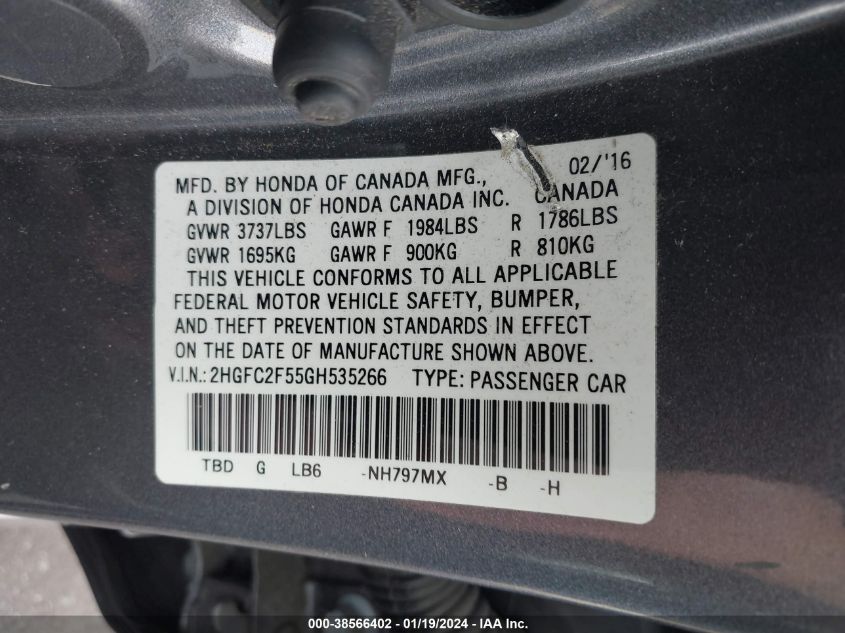 02/'16
MFD. BY HONDA OF CANADA MFG.,
A DIVISION OF HONDA CANADA INC. CANADA
GVWR 3737LBS GAWR F 1984LBS R 1786LBS
GVWR 1695KG GAWR F 900KG R 810KG
THIS VEHICLE CONFORMS TO ALL APPLICABLE
FEDERAL MOTOR VEHICLE SAFETY, BUMPER,
AND THEFT PREVENTION STANDARDS IN EFFECT
ON THE DATE OF MANUFACTURE SHOWN ABOVE.
V.I.N.: 2HGFC2F55GH535266 TYPE: PASSENGER CAR
TBD G LB6 -NH797MX -B -H
000-38566402 - 01/19/2024 - IAAI.COM.